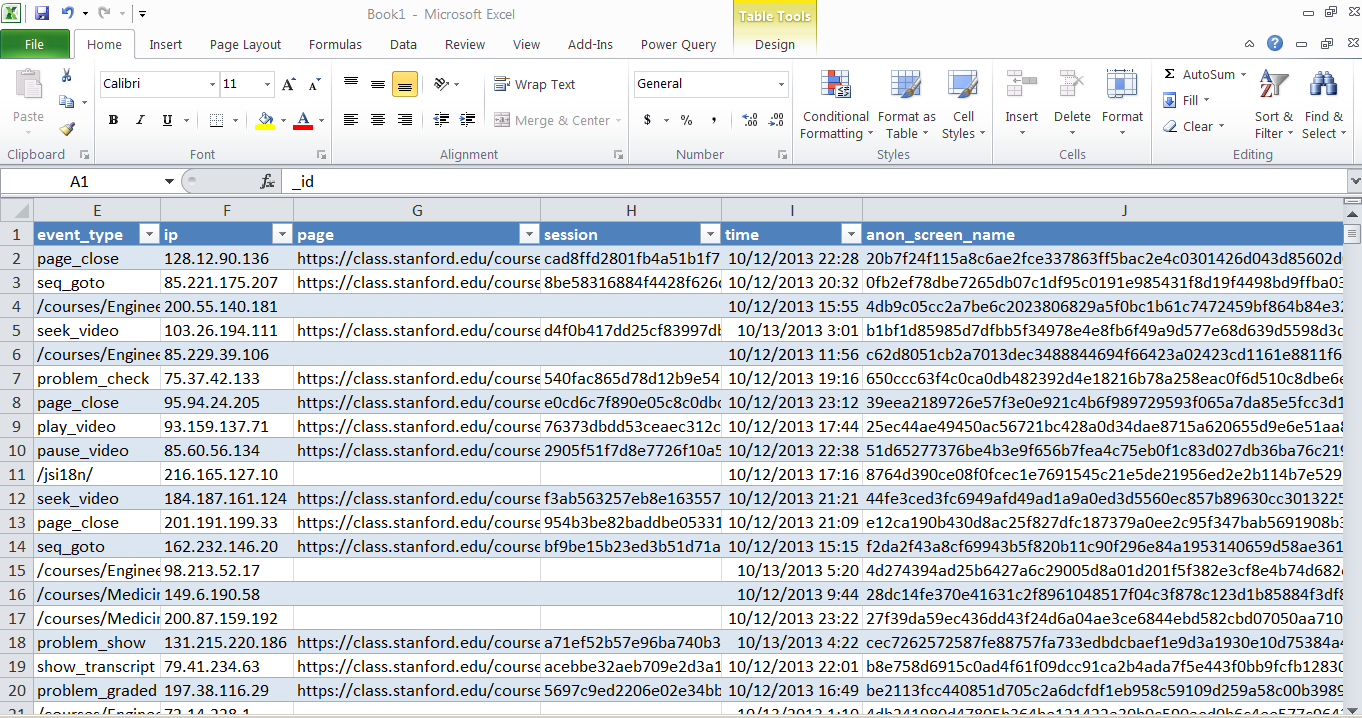 Book1 - Microsoft Excel
Table Tools
File Home Insert Page Layout Formulas Data Review View Add-Ins Power Query Design
Calibri 11 General
Paste
B I U A
Wrap Text
Merge & Center
$ % ,
Conditional Formatting
Format as Table
Cell Styles
Insert Delete Format
Σ AutoSum
Fill
Clear
Sort & Filter
Find & Select
Clipboard Font Alignment Number Styles Cells Editing
A1 fx _id
E F G H I J
1 event_type ip page session time anon_screen_name
2 page_close 128.12.90.136 https://class.stanford.edu/course cad8ffd2801fb4a51b1f7 10/12/2013 22:28 20b7f24f115a8c6ae2fce337863ff5bac2e4c0301426d043d85602d
3 seq_goto 85.221.175.207 https://class.stanford.edu/course 8be58316884f4428f626 10/12/2013 20:32 0fb2ef78dbe7265db07c1df95c0191e985431f8d19f4498bd9ffba03
4 /courses/Enginee 200.55.140.181 10/12/2013 15:55 4db9c05cc2a7be6c2023806829a5f0bc1b61c7472459bf864b84e32
5 seek_video 103.26.194.111 https://class.stanford.edu/course d4f0b417dd25cf83997db 10/13/2013 3:01 b1bf1d85985d7dfbb5f34978e4e8fb6f49a9d577e68d639d5598d3c
6 /courses/Enginee 85.229.39.106 10/12/2013 11:56 c62d8051cb2a7013dec3488844694f66423a02423cd1161e8811f6
7 problem_check 75.37.42.133 https://class.stanford.edu/course 540fac865d78d12b9e54 10/12/2013 19:16 650ccc63f4c0ca0db482392d4e18216b78a258eac0f6d510c8dbe6e
8 page_close 95.94.24.205 https://class.stanford.edu/course e0cd6c7f890e05c8c0dbc 10/12/2013 23:12 39eea2189726e57f3e0e921c4b6f989729593f065a7da85e5fcc3d1
9 play_video 93.159.137.71 https://class.stanford.edu/course 76373dbdd53ceaec312c 10/12/2013 17:44 25ec44ae49450ac56721bc428a0d34dae8715a620655d9e6e51aa8
10 pause_video 85.60.56.134 https://class.stanford.edu/course 2905f51f7d8e7726f10a5 10/12/2013 22:38 51d65277376be4b3e9f656b7fea4c75eb0f1c83d027db36ba76c219
11 /jsi18n/ 216.165.127.10 10/12/2013 17:16 8764d390ce08f0fcec1e7691545c21e5de21956ed2e2b114b7e529
12 seek_video 184.187.161.124 https://class.stanford.edu/course f3ab563257eb8e163557 10/12/2013 21:21 44fe3ced3fc6949afd49ad1a9a0ed3d5560ec857b89630cc3013225
13 page_close 201.191.199.33 https://class.stanford.edu/course 954b3be82baddbe05331 10/12/2013 21:09 e12ca190b430d8ac25f827dfc187379a0ee2c95f347bab5691908b3
14 seq_goto 162.232.146.20 https://class.stanford.edu/course bf9be15b23ed3b51d71a 10/12/2013 15:15 f2da2f43a8cf69943b5f820b11c90f296e84a1953140659d58ae361
15 /courses/Enginee 98.213.52.17 10/13/2013 5:20 4d274394ad25b6427a6c29005d8a01d201f5f382e3cf8e4b74d682
16 /courses/Medicin 149.6.190.58 10/12/2013 9:44 28dc14fe370e41631c2f8961048517f04c3f878c123d1b85884f3df8
17 /courses/Medicin 200.87.159.192 10/12/2013 23:22 27f39da59ec436dd43f24d6a04ae3ce6844ebd582cbd07050aa710
18 problem_show 131.215.220.186 https://class.stanford.edu/course a71ef52b57e96ba740b3 10/13/2013 4:22 cec7262572587fe88757fa733edbdcbaef1e9d3a1930e10d75384a4
19 show_transcript 79.41.234.63 https://class.stanford.edu/course acebbe32aeb709e2d3a1 10/12/2013 22:01 b8e758d6915c0ad4f61f09dcc91ca2b4ada7f5e443f0bb9fcfb12830
20 problem_graded 197.38.116.29 https://class.stanford.edu/course 5697c9ed2206e02e34bb 10/12/2013 16:49 be2113fcc440851d705c2a6dcfdf1eb958c59109d259a58c00b3989